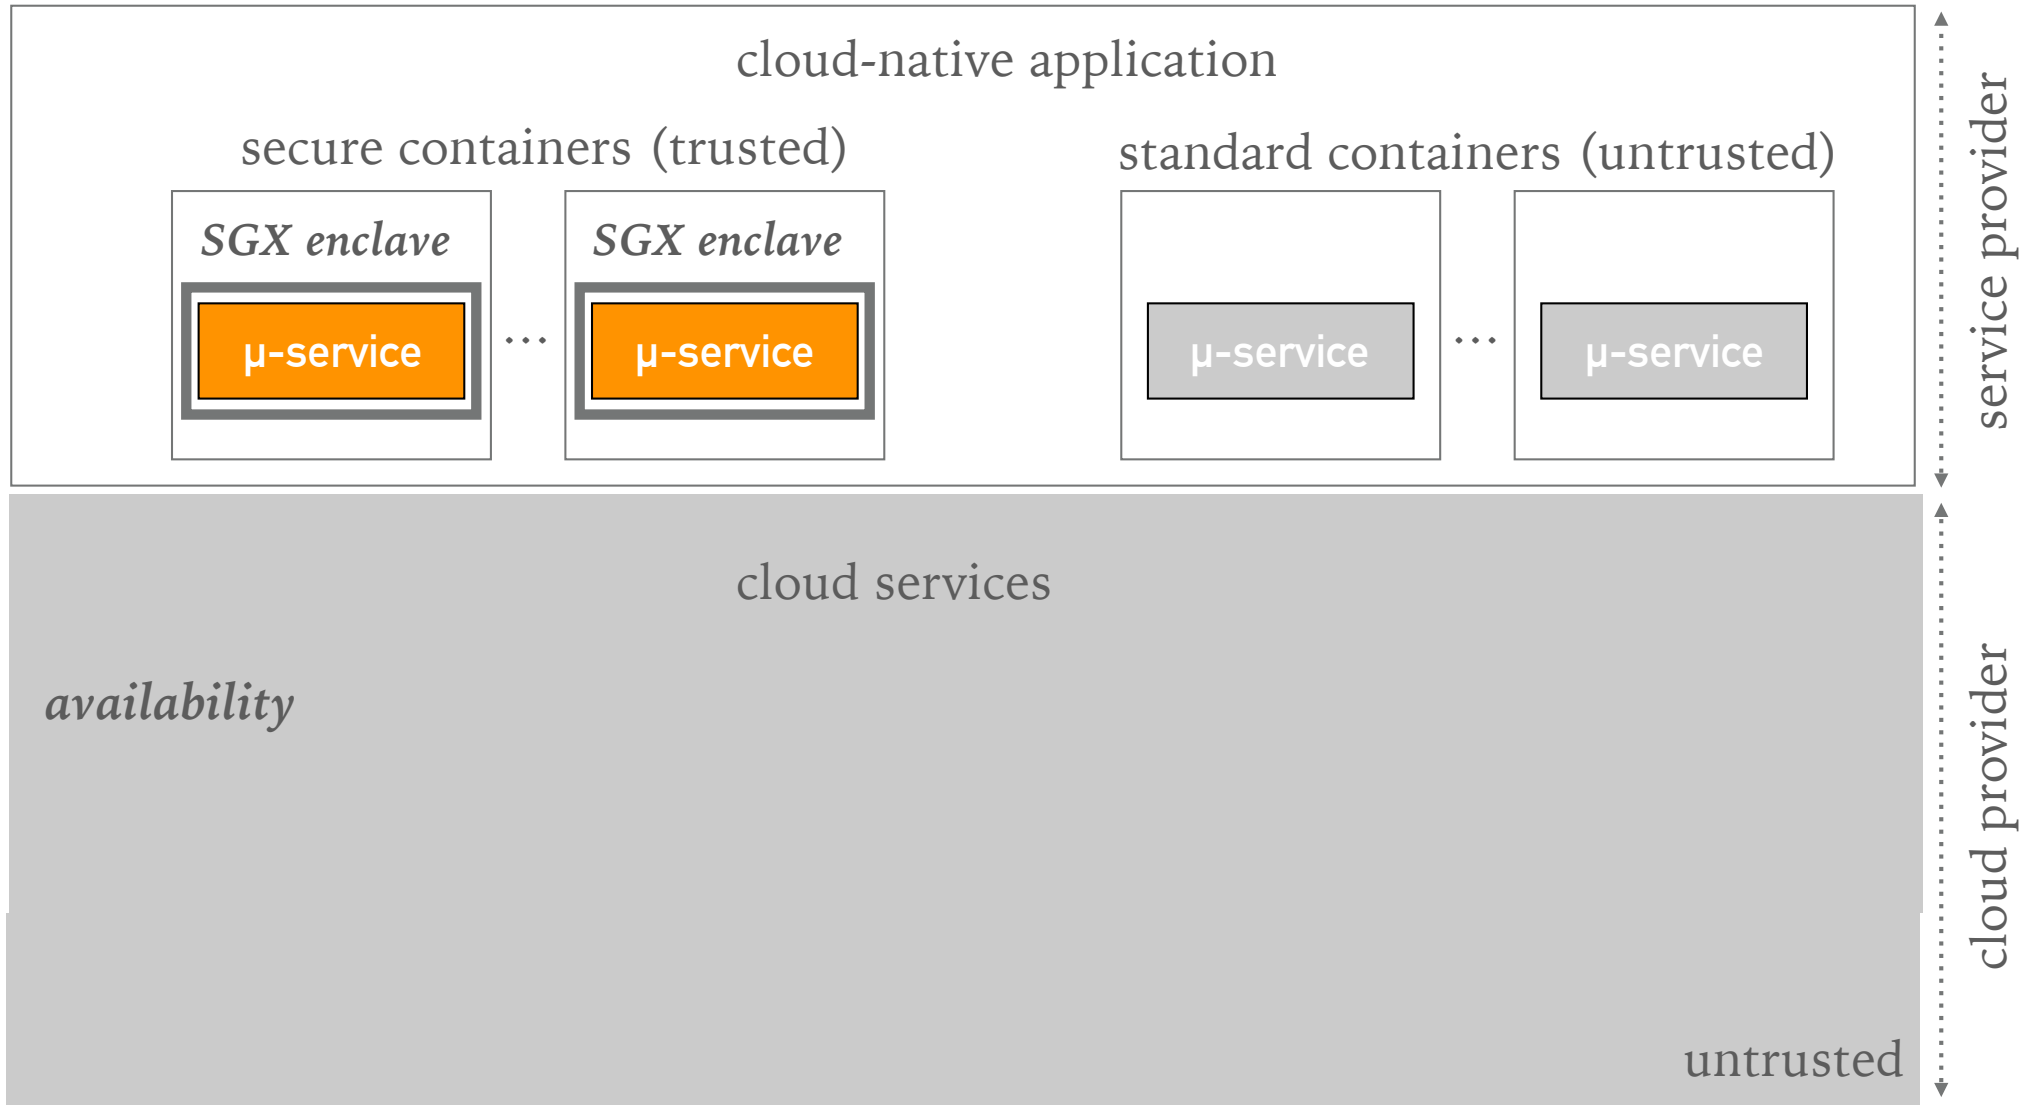 cloud-native application
secure containers (trusted)
standard containers (untrusted)
SGX enclave
SGX enclave
µ-service
...
µ-service
µ-service
...
µ-service
service provider
cloud services
availability
cloud provider
untrusted